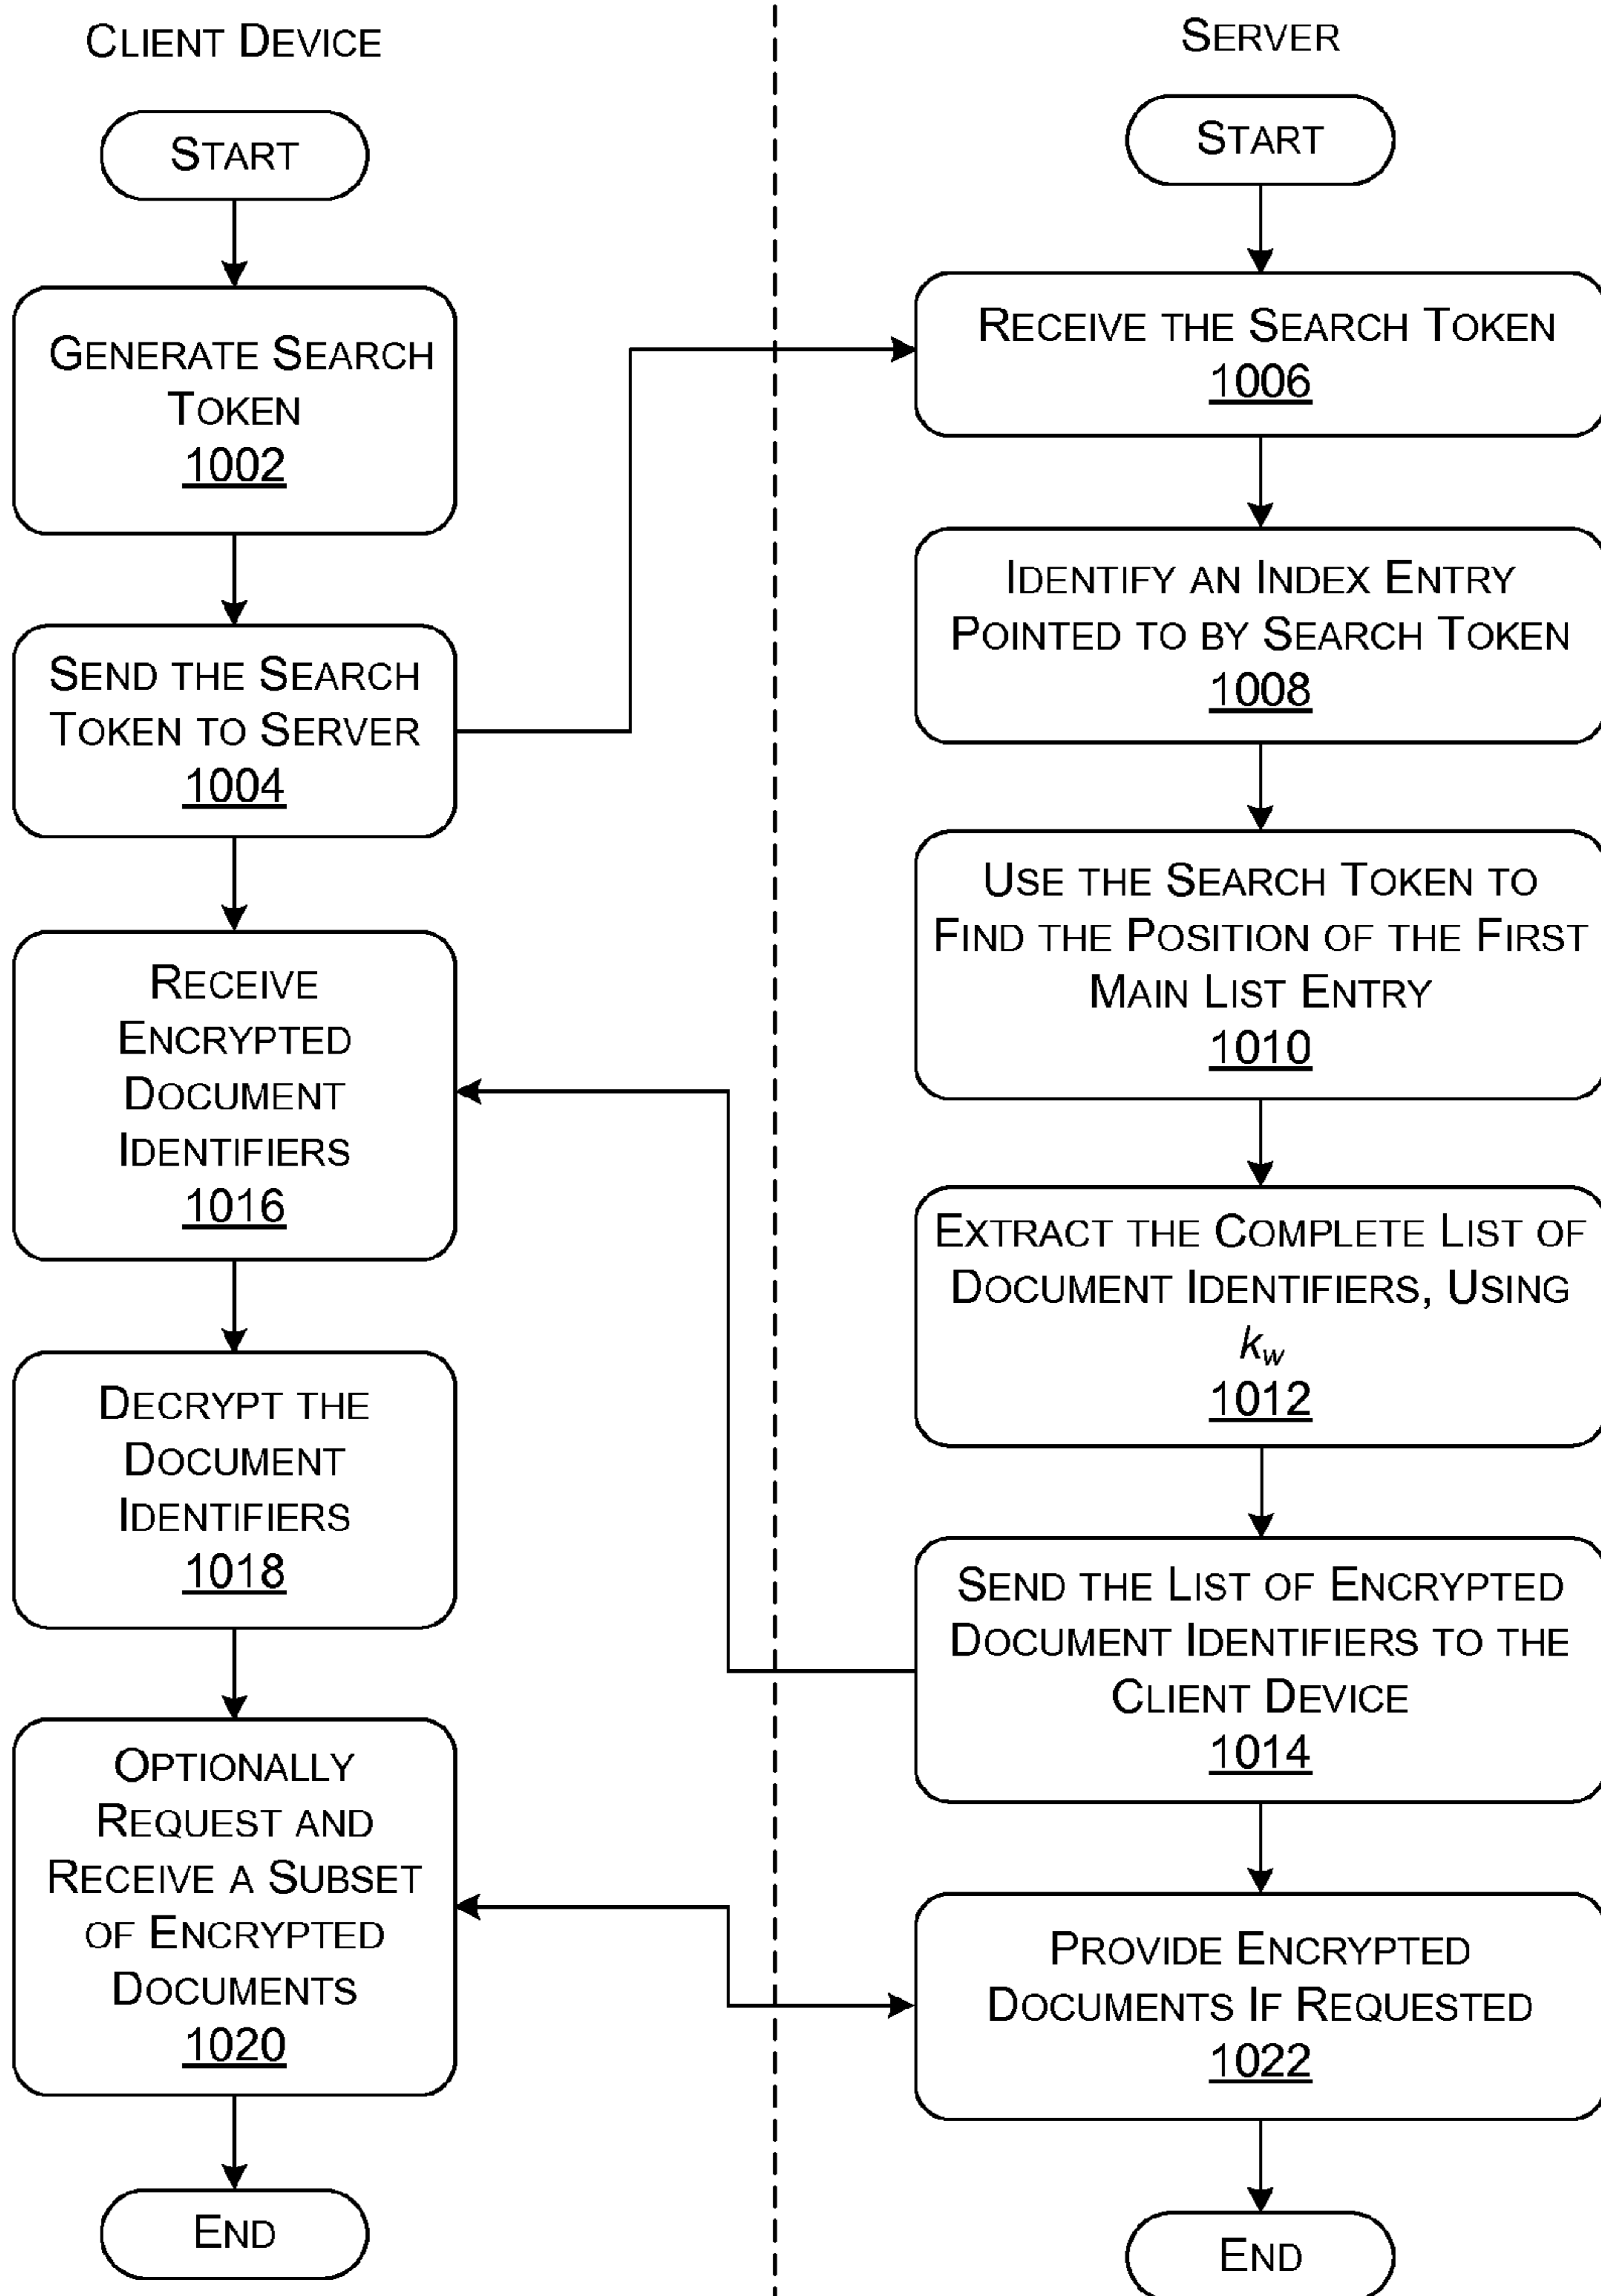 CLIENT DEVICE
START
GENERATE SEARCH
TOKEN
1002
SEND THE SEARCH
TOKEN TO SERVER
1004
RECEIVE
ENCRYPTED
DOCUMENT
IDENTIFIERS
1016
DECRYPT THE
DOCUMENT
IDENTIFIERS
1018
OPTIONALLY
REQUEST AND
RECEIVE A SUBSET
OF ENCRYPTED
DOCUMENTS
1020
END
SERVER
START
RECEIVE THE SEARCH TOKEN
1006
IDENTIFY AN INDEX ENTRY
POINTED TO BY SEARCH TOKEN
1008
USE THE SEARCH TOKEN TO
FIND THE POSITION OF THE FIRST
MAIN LIST ENTRY
1010
EXTRACT THE COMPLETE LIST OF
DOCUMENT IDENTIFIERS, USING
k_w
1012
SEND THE LIST OF ENCRYPTED
DOCUMENT IDENTIFIERS TO THE
CLIENT DEVICE
1014
PROVIDE ENCRYPTED
DOCUMENTS IF REQUESTED
1022
END